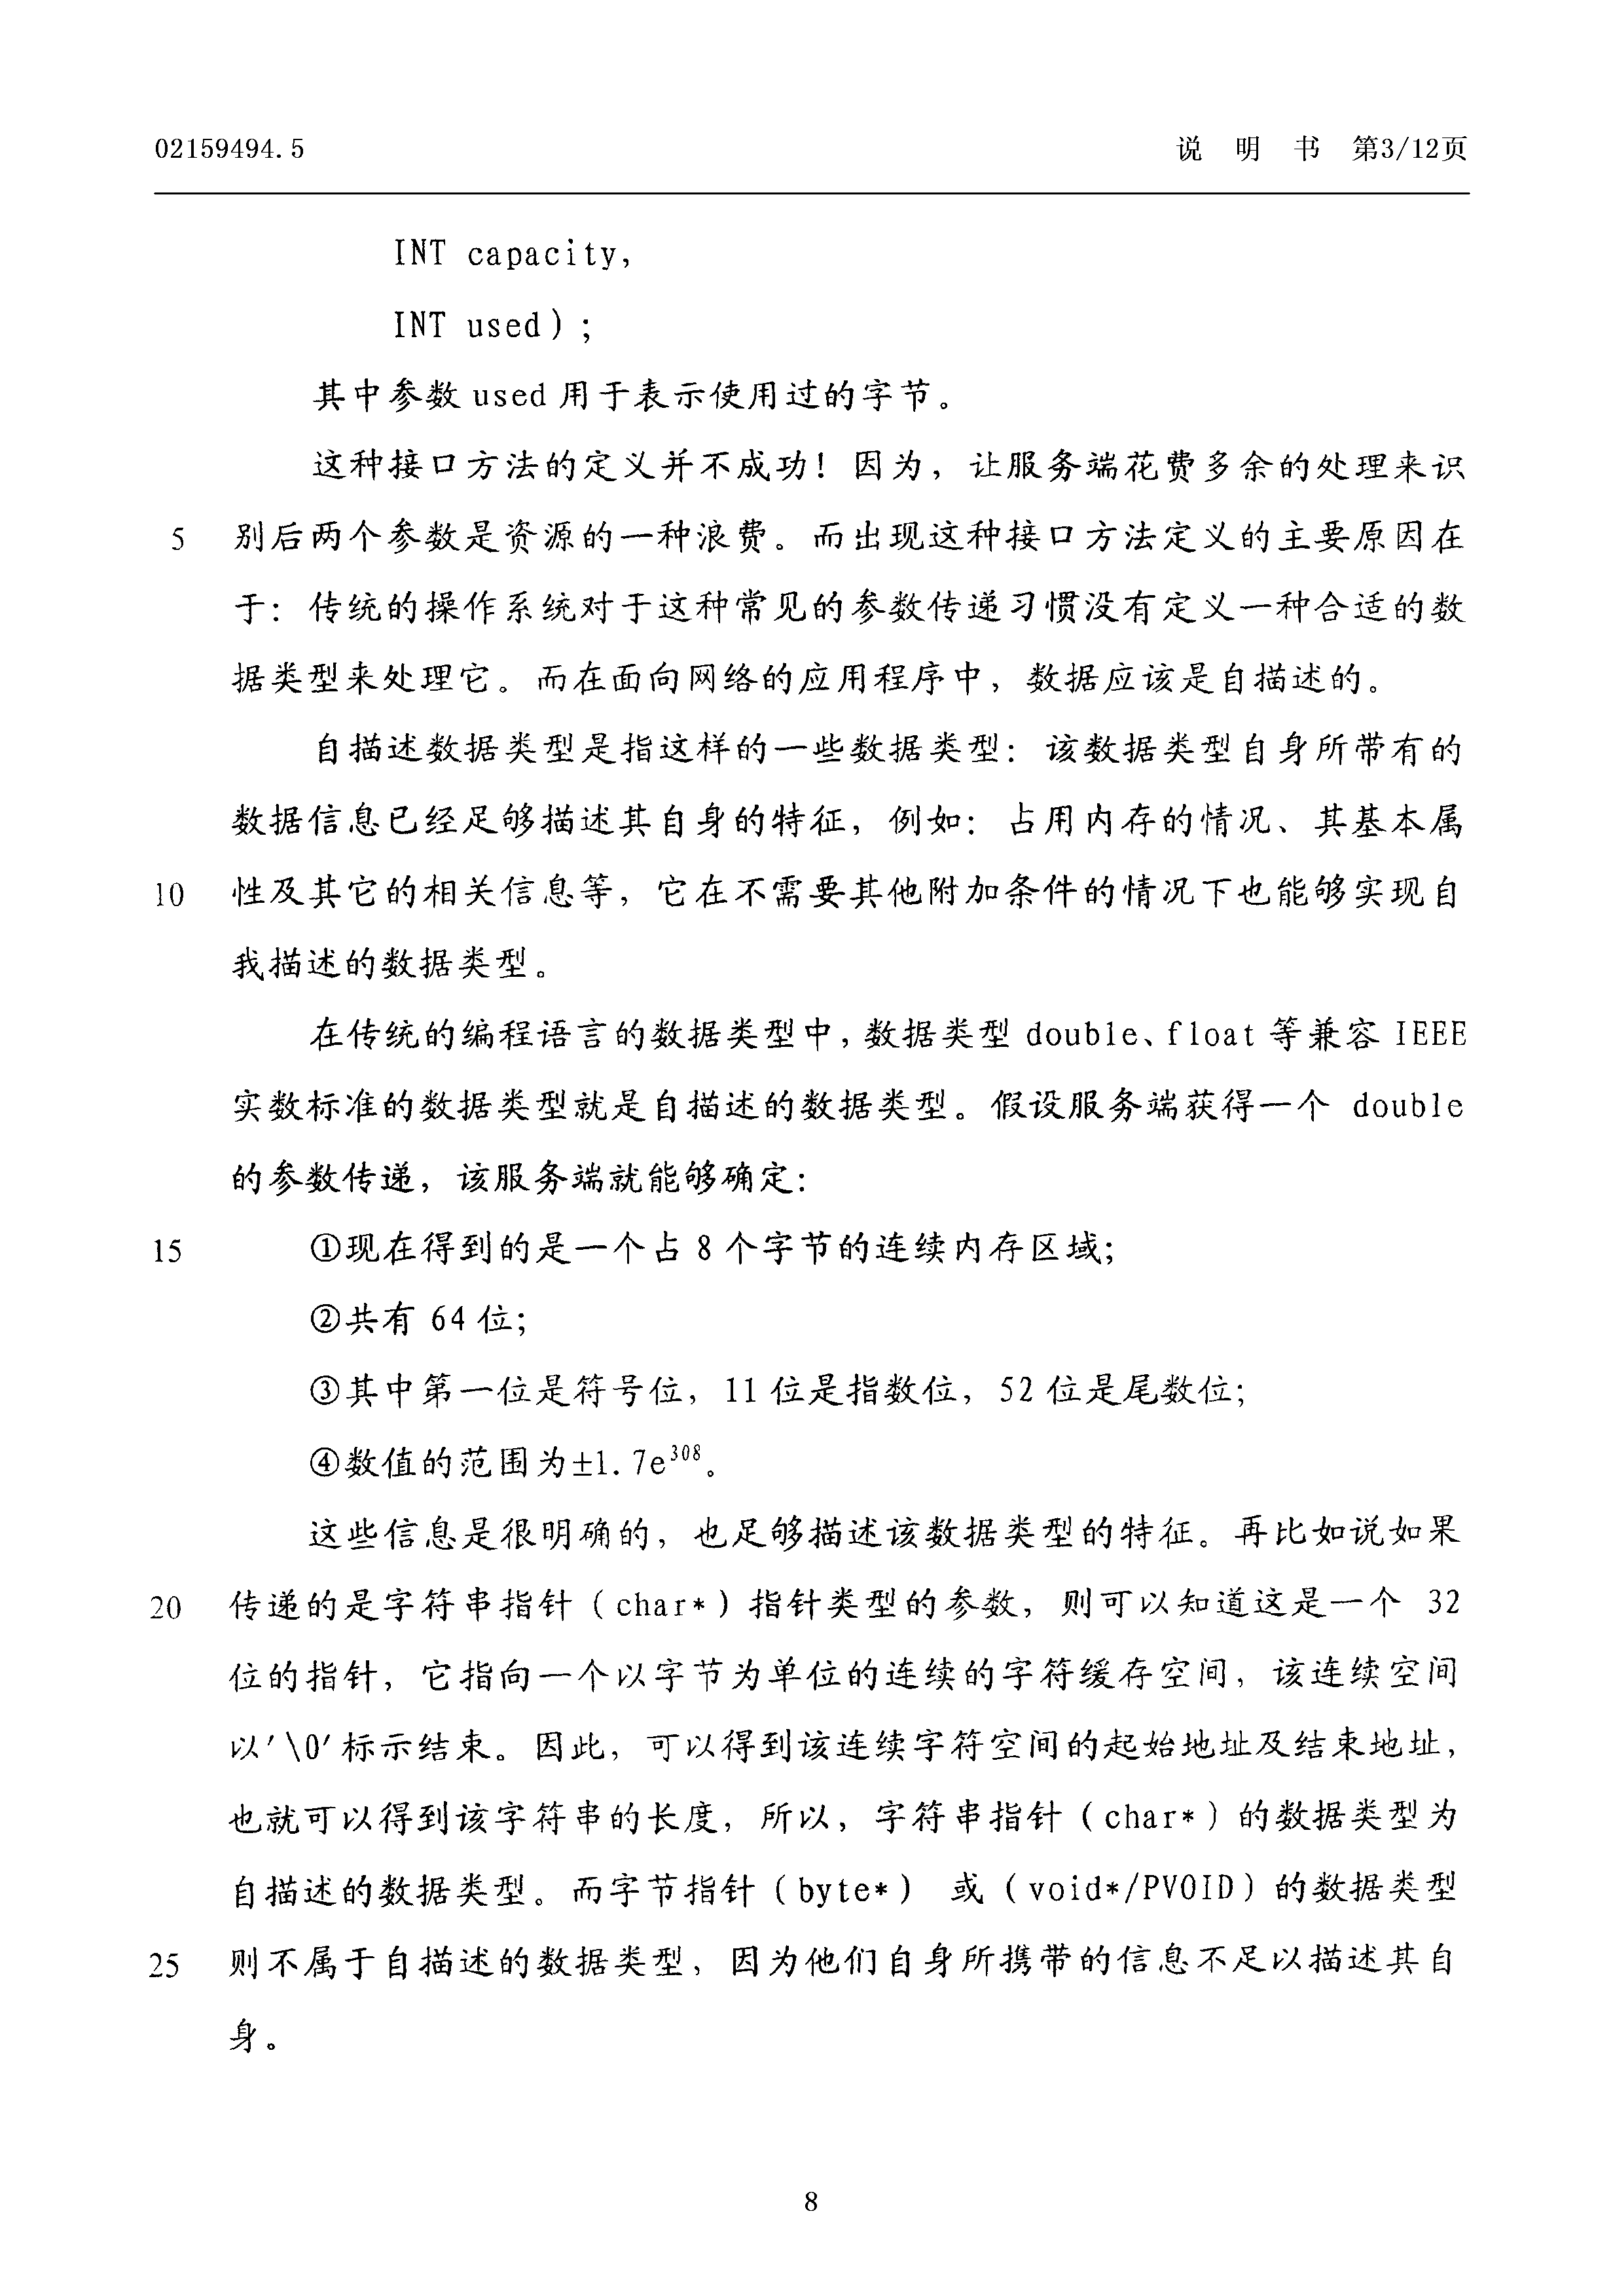 02159494.5
说 明 书 第3/12页
INT capacity,
INT used);
其中参数 used 用于表示使用过的字节。
这种接口方法的定义并不成功！因为，让服务端花费多余的处理来识
5 别后两个参数是资源的一种浪费。而出现这种接口方法定义的主要原因在
于：传统的操作系统对于这种常见的参数传递习惯没有定义一种合适的数
据类型来处理它。而在面向网络的应用程序中，数据应该是自描述的。
自描述数据类型是指这样的一些数据类型：该数据类型自身所带有的
数据信息已经足够描述其自身的特征，例如：占用内存的情况、其基本属
10 性及其它的相关信息等，它在不需要其他附加条件的情况下也能够实现自
我描述的数据类型。
在传统的编程语言的数据类型中，数据类型 double、float 等兼容 IEEE
实数标准的数据类型就是自描述的数据类型。假设服务端获得一个 double
的参数传递，该服务端就能够确定：
15 ①现在得到的是一个占 8 个字节的连续内存区域；
②共有 64 位；
③其中第一位是符号位，11 位是指数位，52 位是尾数位；
④数值的范围为±1.7e³⁰⁸。
这些信息是很明确的，也足够描述该数据类型的特征。再比如说如果
20 传递的是字符串指针（char*）指针类型的参数，则可以知道这是一个 32
位的指针，它指向一个以字节为单位的连续的字符缓存空间，该连续空间
以'\0'标示结束。因此，可以得到该连续字符空间的起始地址及结束地址，
也就可以得到该字符串的长度，所以，字符串指针（char*）的数据类型为
自描述的数据类型。而字节指针（byte*） 或（void*/PVOID）的数据类型
25 则不属于自描述的数据类型，因为他们自身所携带的信息不足以描述其自
身。
8